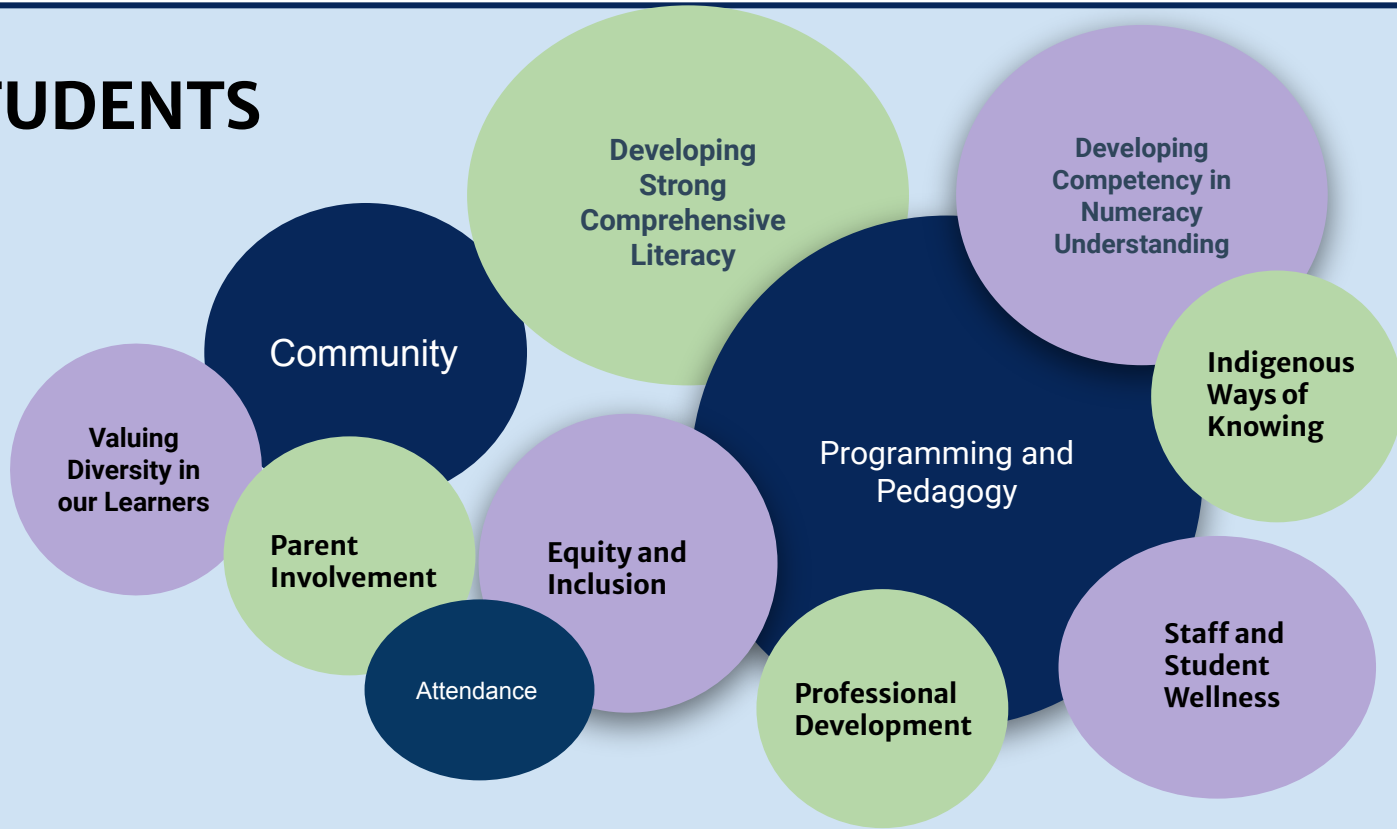 TUDENTS
Developing
Strong
Comprehensive
Literacy
Developing
Competency in
Numeracy
Understanding
Community
Indigenous
Ways of
Knowing
Valuing
Diversity in
our Learners
Programming and
Pedagogy
Parent
Involvement
Equity and
Inclusion
Attendance
Professional
Development
Staff and
Student
Wellness